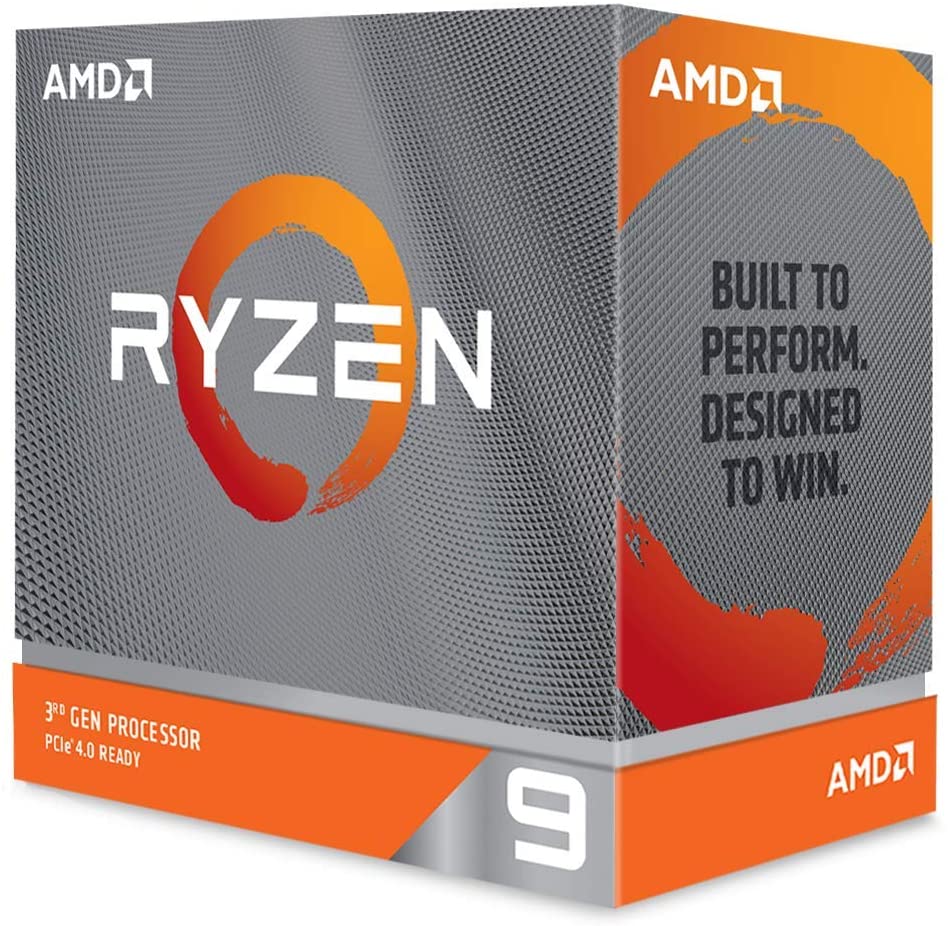 AMD
RYZEN
3RD GEN PROCESSOR
PCIe® 4.0 READY
9
AMD
BUILT TO
PERFORM.
DESIGNED
TO WIN.
AMD